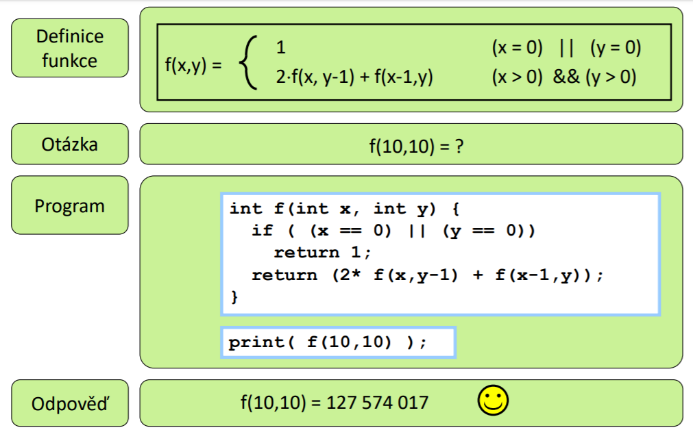 Definice
funkce
f(x,y) = { 1 (x = 0) || (y = 0)
2·f(x, y-1) + f(x-1,y) (x > 0) && (y > 0)
Otázka
f(10,10) = ?
Program
int f(int x, int y) {
if ( (x == 0) || (y == 0))
return 1;
return (2* f(x,y-1) + f(x-1,y));
}
print( f(10,10) );
Odpověď
f(10,10) = 127 574 017